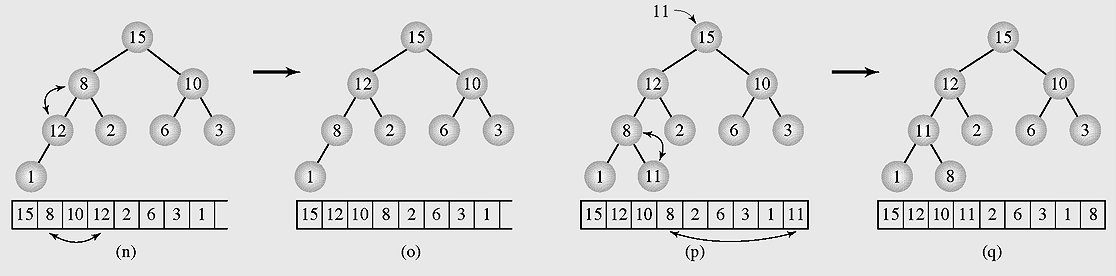 11
15 15 15 15
8 10 12 10 12 10 12 10
12 2 6 3 8 2 6 3 8 2 6 3 11 2 6 3
1 1 1 11 1 8
15 8 10 12 2 6 3 1
15 12 10 8 2 6 3 1
15 12 10 8 2 6 3 1 11
15 12 10 11 2 6 3 1 8
(n) (o) (p) (q)